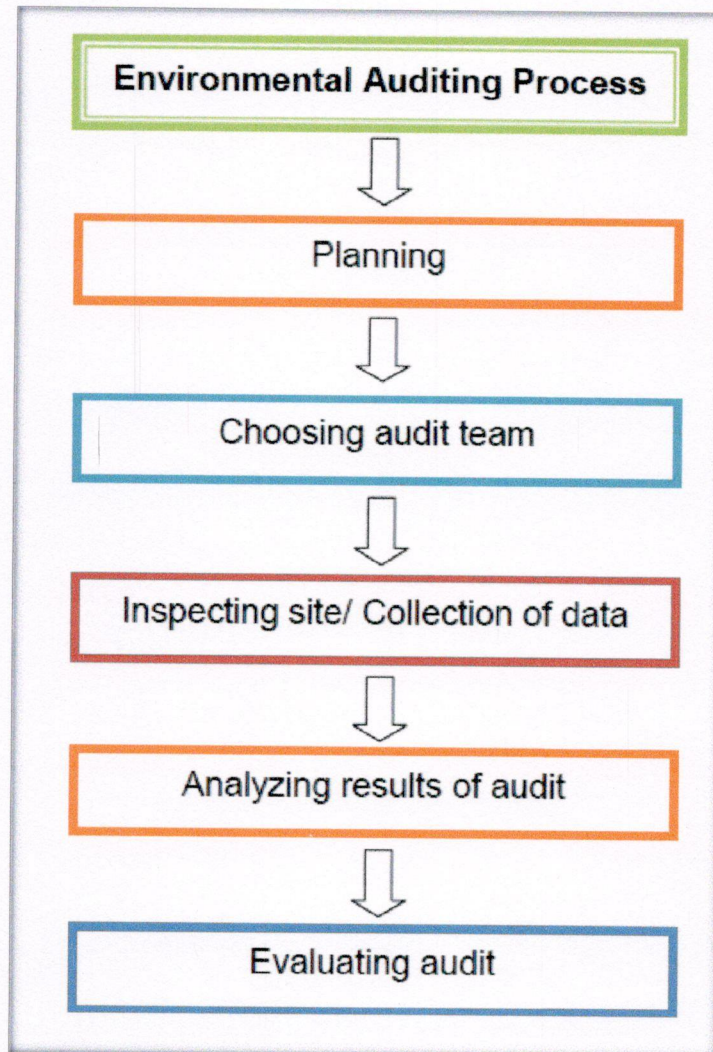 Environmental Auditing Process
Planning
Choosing audit team
Inspecting site/ Collection of data
Analyzing results of audit
Evaluating audit